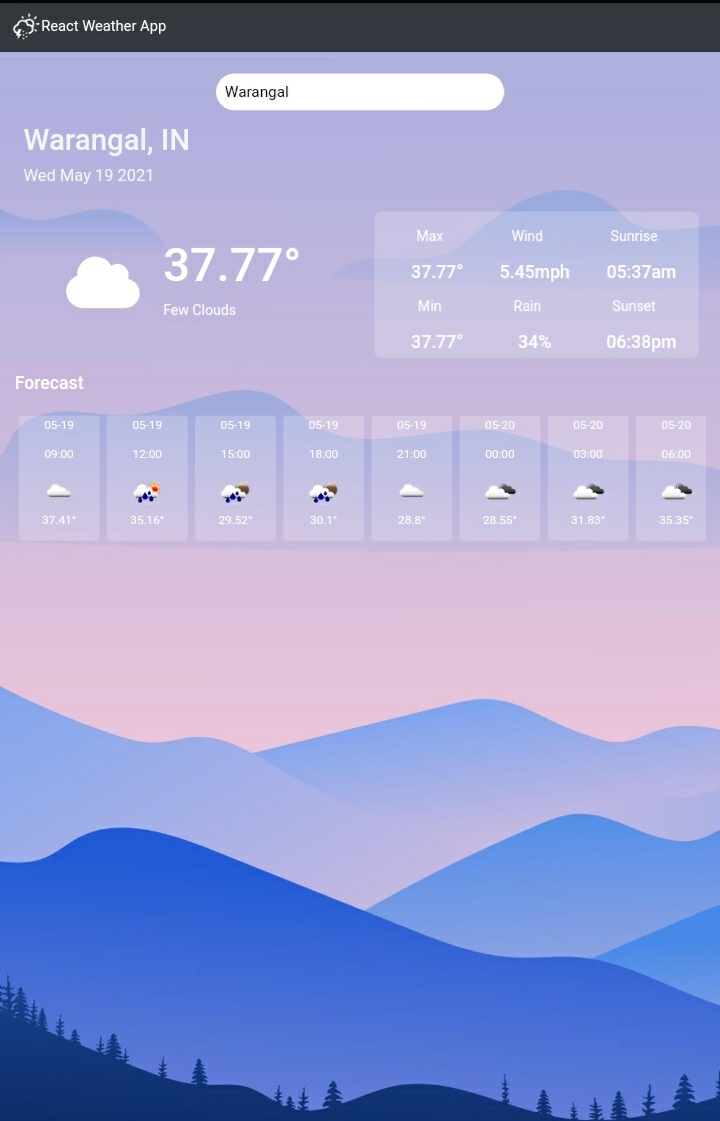 React Weather App
Warangal
Warangal, IN
Wed May 19 2021
37.77°
Few Clouds
Max Wind Sunrise
37.77° 5.45mph 05:37am
Min Rain Sunset
37.77° 34% 06:38pm
Forecast
05-19 05-19 05-19 05-19 05-19 05-20 05-20 05-20
09:00 12:00 15:00 18:00 21:00 00:00 03:00 06:00
37.41° 35.16° 29.52° 30.1° 28.8° 28.55° 31.83° 35.35°